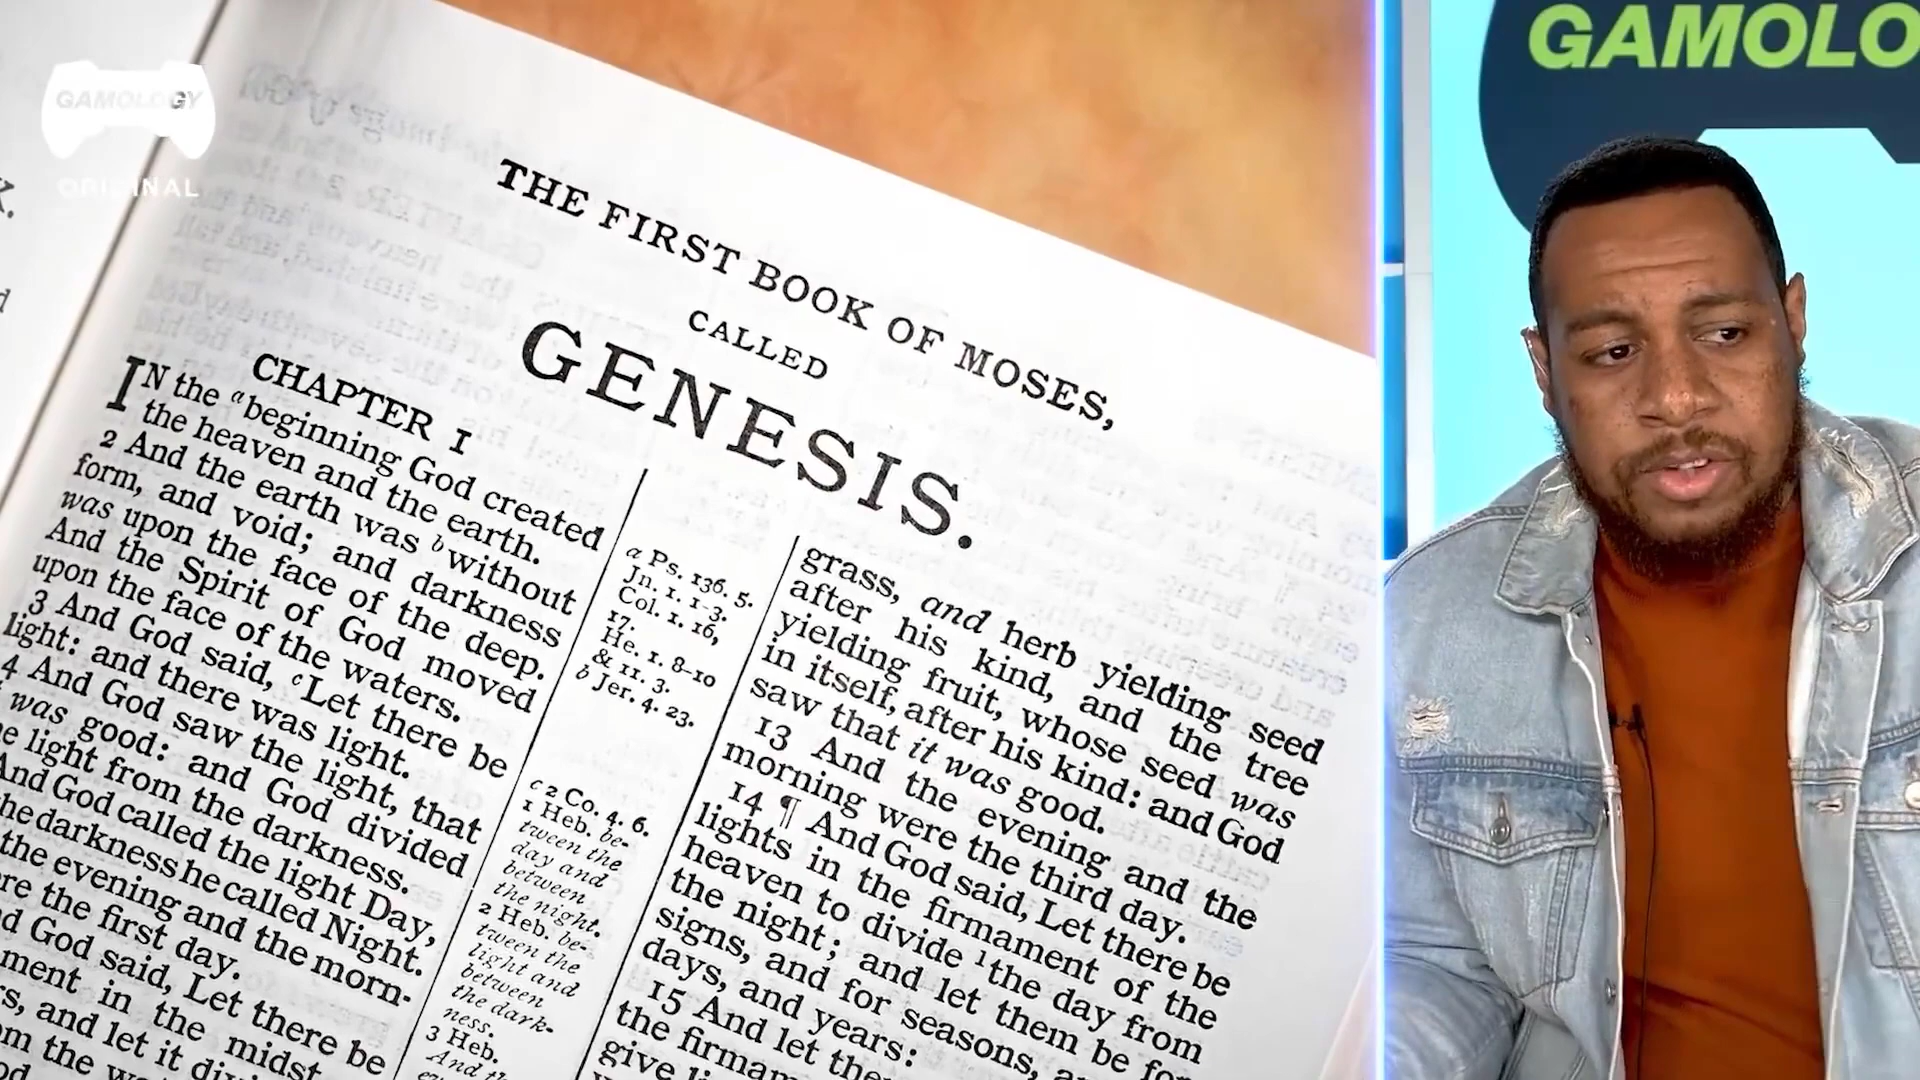 GAMOLOGY
ORIGINAL
GAMOLO
K.
THE FIRST BOOK OF MOSES,
CALLED
GENESIS.
CHAPTER 1
IN the ᵃbeginning God created
the heaven and the earth.
2 And the earth was ᵇwithout
form, and void; and darkness
was upon the face of the deep.
And the Spirit of God moved
upon the face of the waters.
3 And God said, ᶜLet there be
light: and there was light.
4 And God saw the light, that
was good: and God divided
light from the darkness.
And God called the light Day,
the darkness he called Night.
the evening and the morn-
the first day.
God said, Let there be
in the midst
and let it
the
a Ps. 136. 5.
Jn. 1. 1-3.
Col. 1. 16,
17.
He. 1. 8-10
& 11. 3.
b Jer. 4. 23.
c 2 Co. 4. 6.
1 Heb. be-
tween the
day and
between
the night.
2 Heb. be-
tween the
light and
between
the dark-
ness.
3 Heb.
And
grass, and herb yielding seed
after his kind, and the tree
yielding fruit, whose seed was
in itself, after his kind: and God
saw that it was good.
13 And the evening and the
morning were the third day.
14 ¶ And God said, Let there be
lights in the firmament of the
heaven to divide ¹the day from
the night; and let them be for
signs, and for seasons,
days, and years:
15 And let
the
give